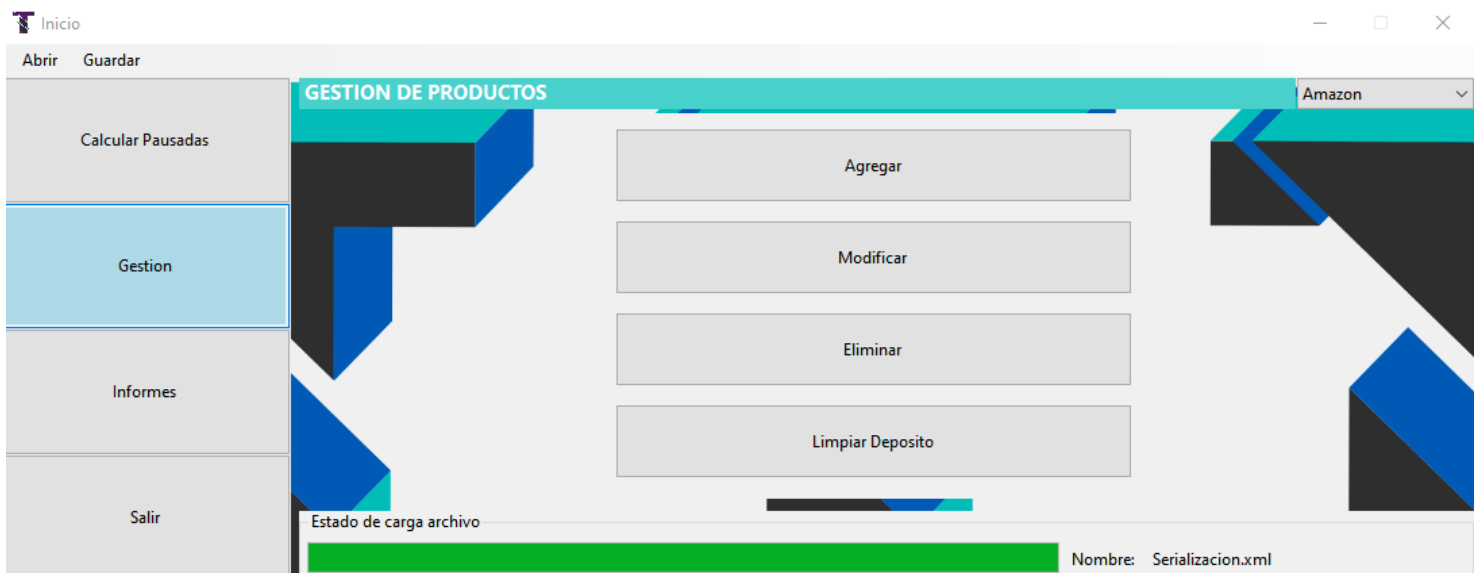 Inicio
Abrir Guardar
GESTION DE PRODUCTOS
Amazon
Calcular Pausadas
Gestion
Informes
Salir
Agregar
Modificar
Eliminar
Limpiar Deposito
Estado de carga archivo
Nombre: Serializacion.xml